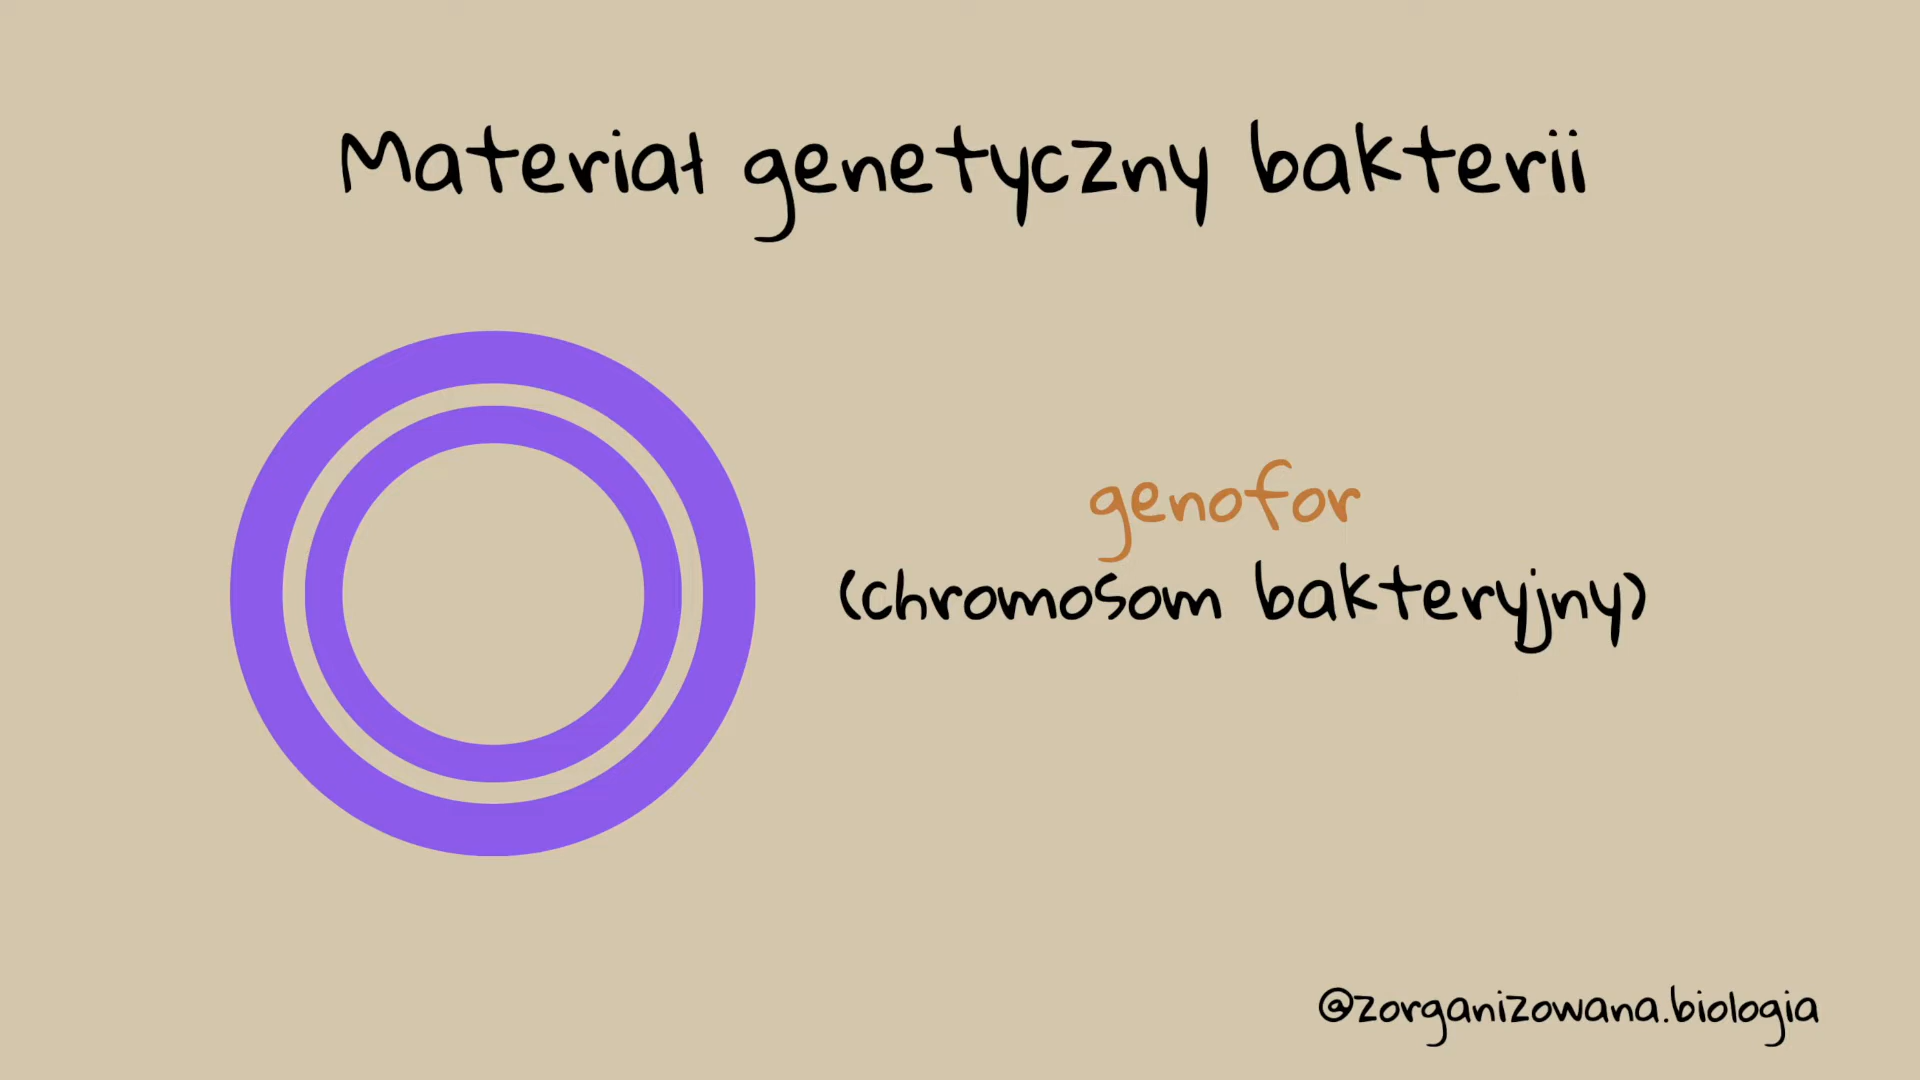 Materiał genetyczny bakterii
genofor
(chromosom bakteryjny)
@zorganizowana.biologia